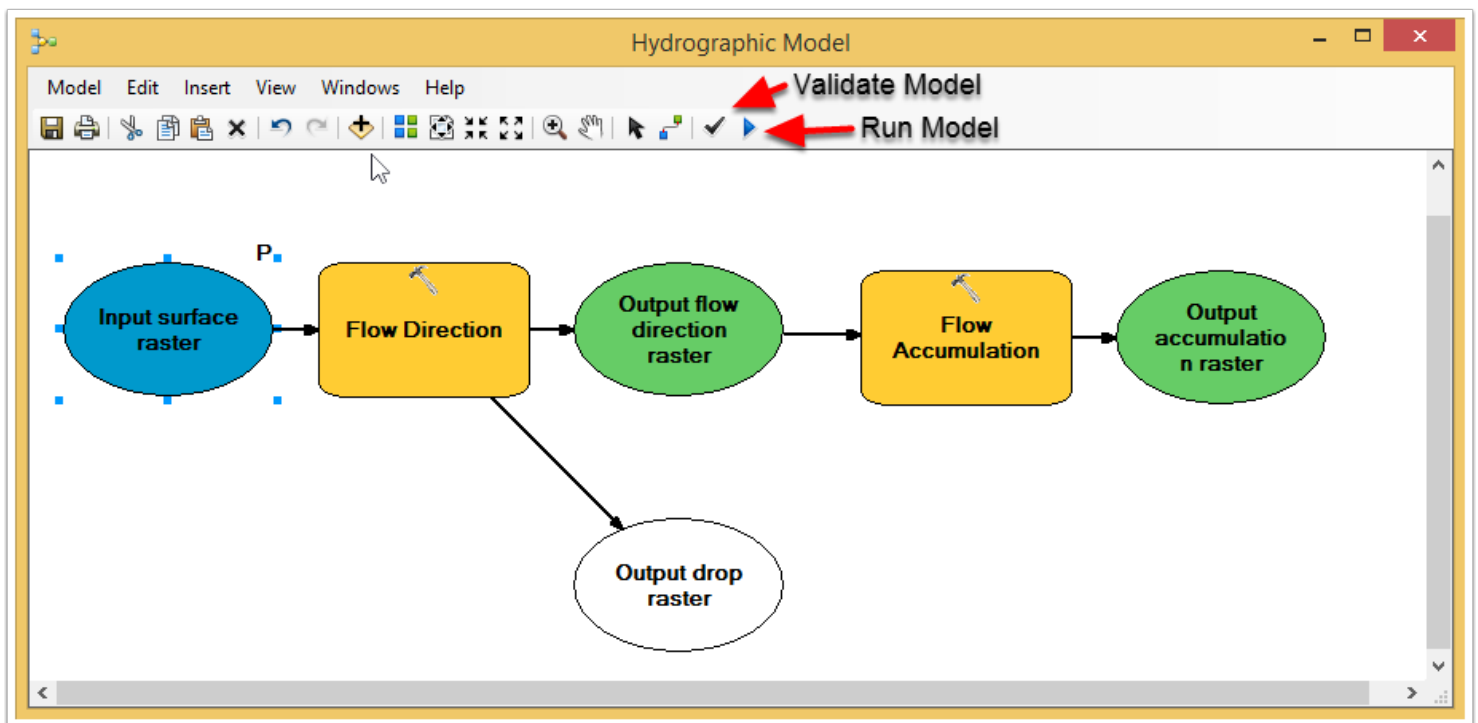 Hydrographic Model
Model Edit Insert View Windows Help
Validate Model
Run Model
P
Input surface
raster
Flow Direction
Output flow
direction
raster
Flow
Accumulation
Output
accumulatio
n raster
Output drop
raster